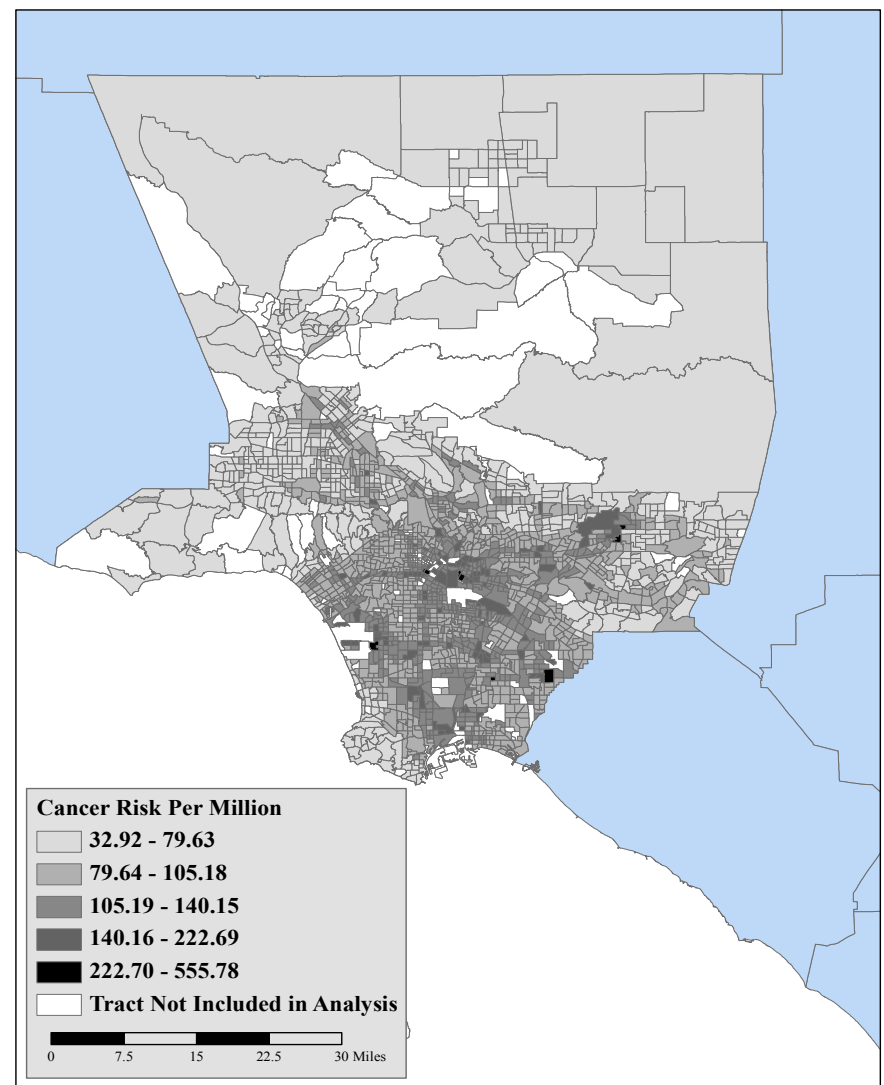 Cancer Risk Per Million
32.92 - 79.63
79.64 - 105.18
105.19 - 140.15
140.16 - 222.69
222.70 - 555.78
Tract Not Included in Analysis
0 7.5 15 22.5 30 Miles